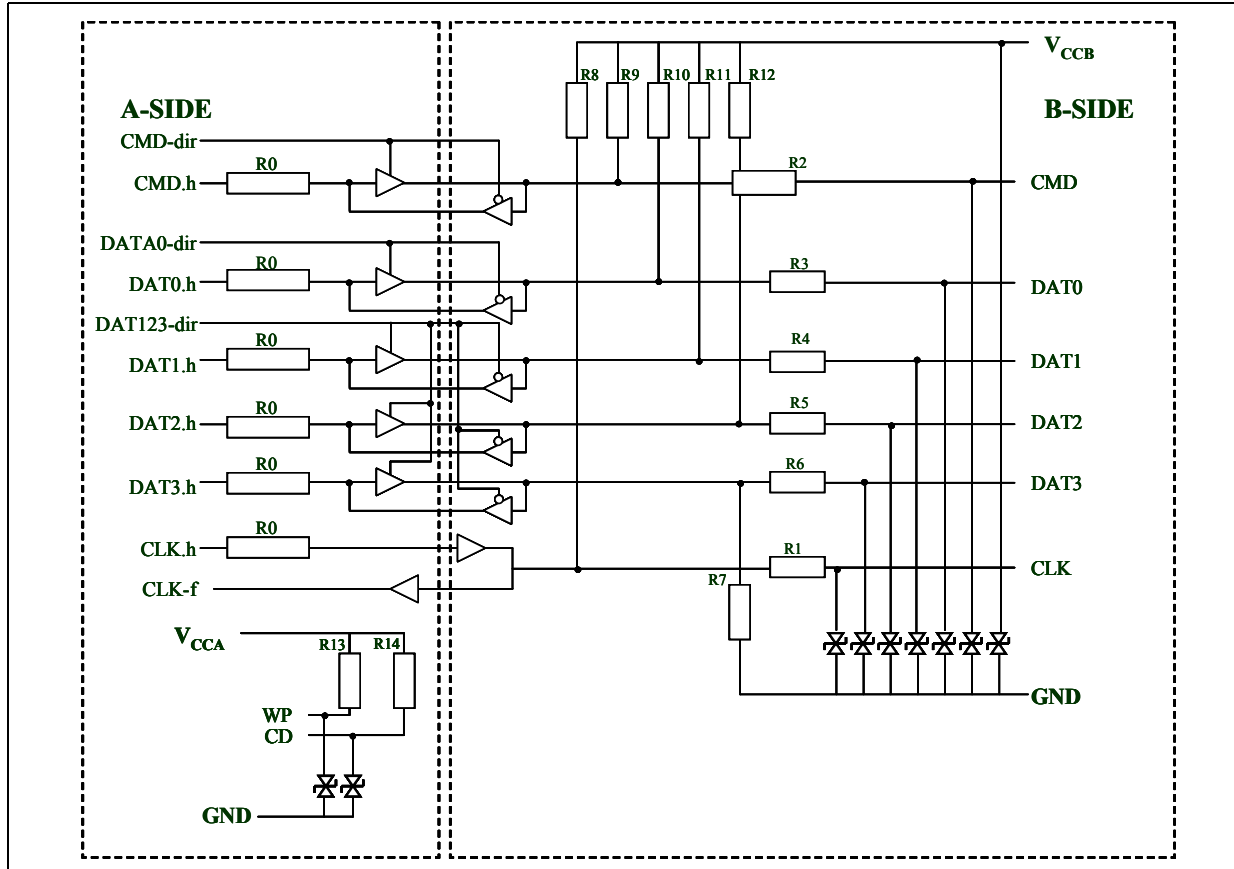 V_CCB
R8 R9 R10 R11 R12
A-SIDE
B-SIDE
CMD-dir
R0
R2
CMD.h
CMD
DATA0-dir
R0
R3
DAT0.h
DAT0
DAT123-dir
R0
R4
DAT1.h
DAT1
R0
R5
DAT2.h
DAT2
R0
R6
DAT3.h
DAT3
R0
R1
CLK.h
CLK
R7
CLK-f
V_CCA
R13 R14
GND
WP
CD
GND